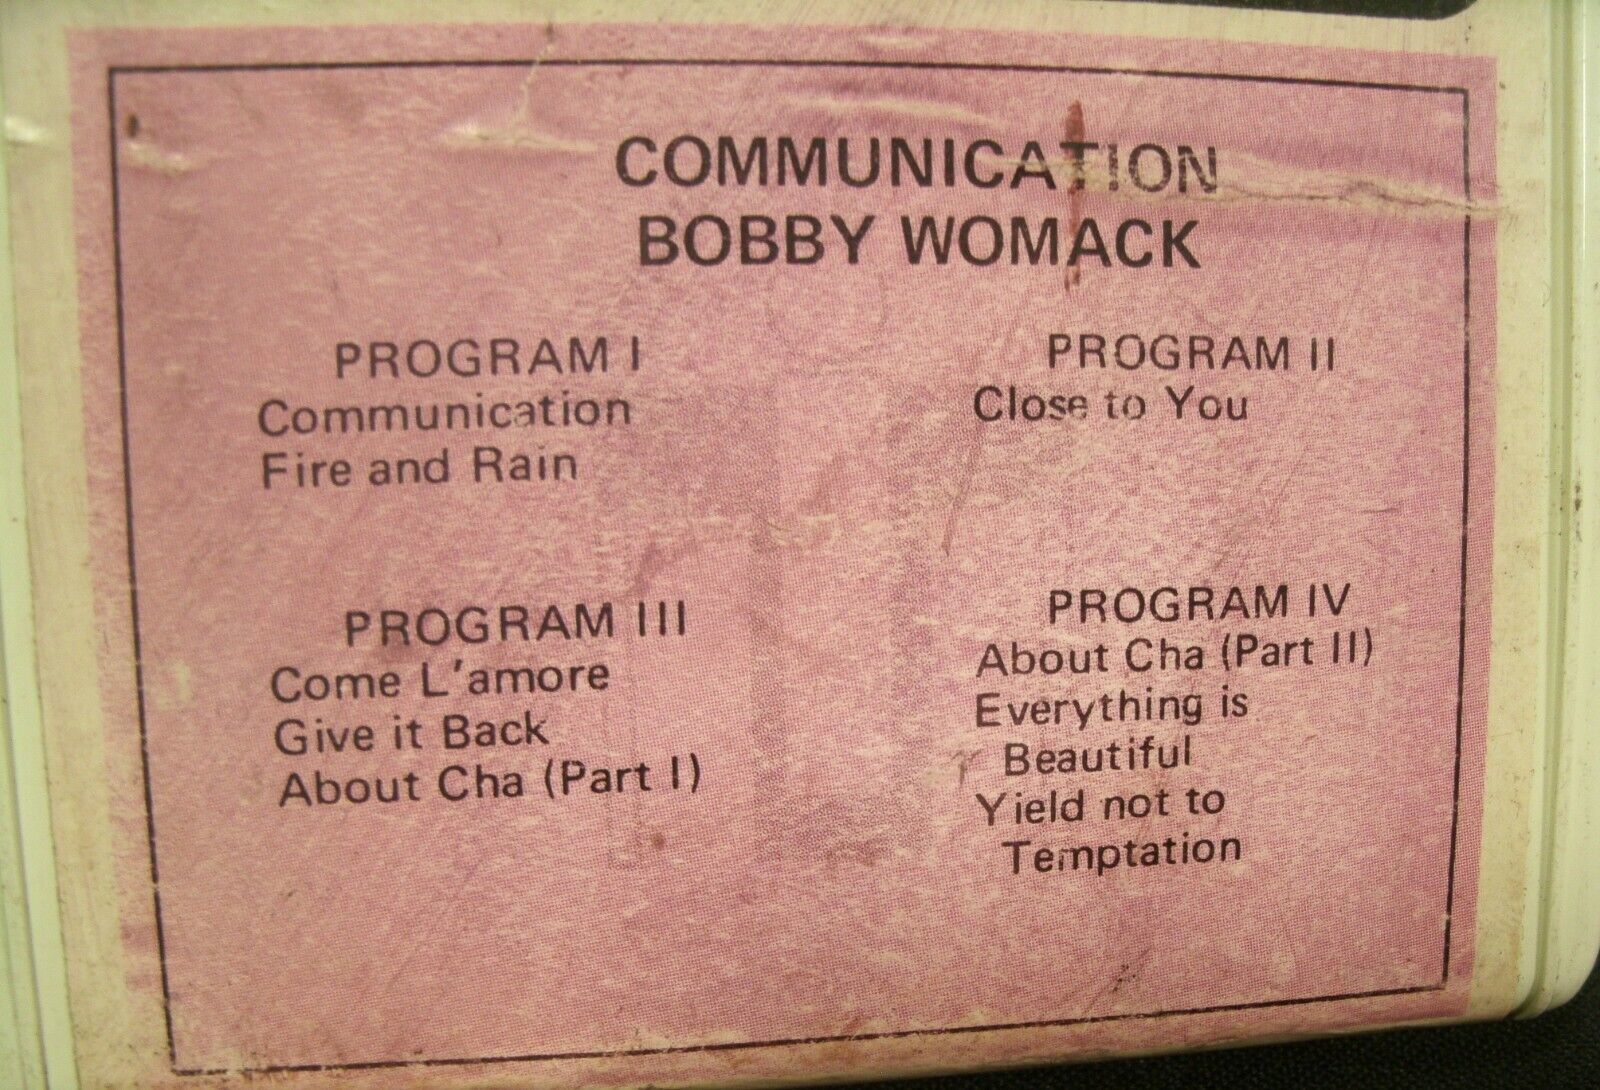 COMMUNICATION
BOBBY WOMACK
PROGRAM I
Communication
Fire and Rain
PROGRAM II
Close to You
PROGRAM III
Come L'amore
Give it Back
About Cha (Part I)
PROGRAM IV
About Cha (Part II)
Everything is
Beautiful
Yield not to
Temptation